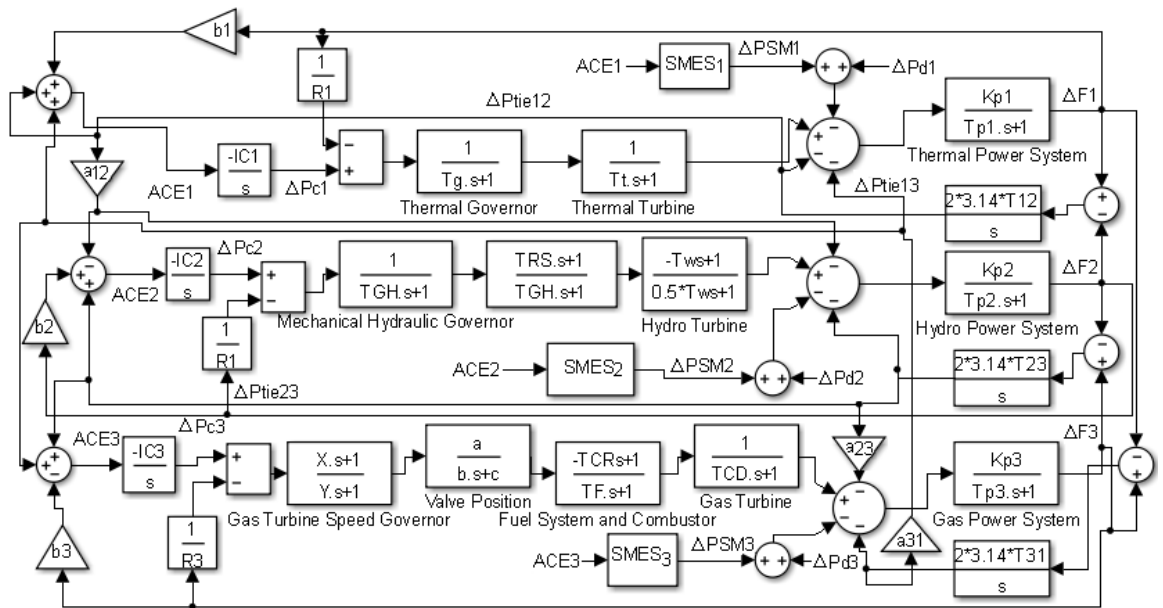 b1
1
R1
ACE1
SMES1
ΔPSM1
+ +
ΔPd1
ΔPtie12
Kp1
Tp1.s+1
ΔF1
Thermal Power System
+
+ +
a12
ACE1
-IC1
s
ΔPc1
−
+
1
Tg.s+1
Thermal Governor
1
Tt.s+1
Thermal Turbine
+ −
−
ΔPtie13
2*3.14*T12
s
+
−
ΔPc2
− −
+
ACE2
-IC2
s
+
−
1
TGH.s+1
TRS.s+1
TGH.s+1
-Tws+1
0.5*Tws+1
+ −
− −
Kp2
Tp2.s+1
ΔF2
b2
Mechanical Hydraulic Governor
Hydro Turbine
Hydro Power System
1
R1
ACE2
SMES2
ΔPSM2
+ +
ΔPd2
2*3.14*T23
s
−
+
ΔPtie23
ΔPc3
ACE3
+ −
-IC3
s
+
−
X.s+1
Y.s+1
a
b.s+c
-TCRs+1
TF.s+1
1
TCD.s+1
a23
ΔF3
Kp3
Tp3.s+1
−
+
Gas Turbine Speed Governor
Valve Position
Fuel System and Combustor
Gas Turbine
+ −
− −
Gas Power System
b3
1
R3
ACE3
SMES3
ΔPSM3
+ +
ΔPd3
a31
2*3.14*T31
s